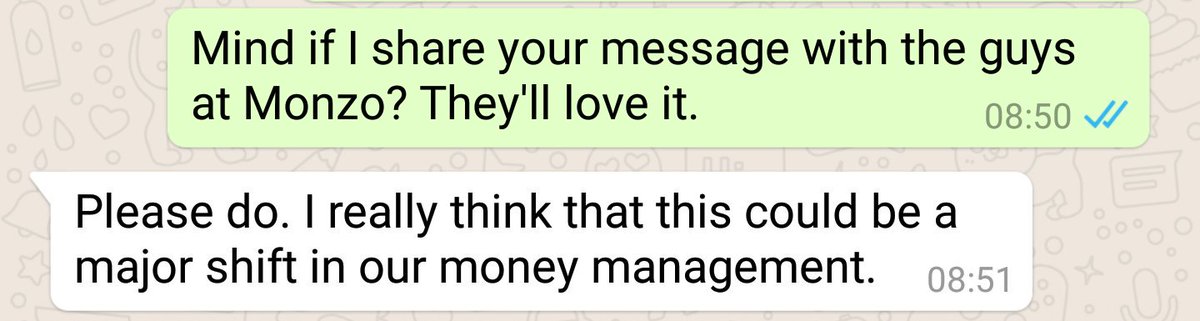 Mind if I share your message with the guys
at Monzo? They'll love it.
08:50
Please do. I really think that this could be a
major shift in our money management.
08:51